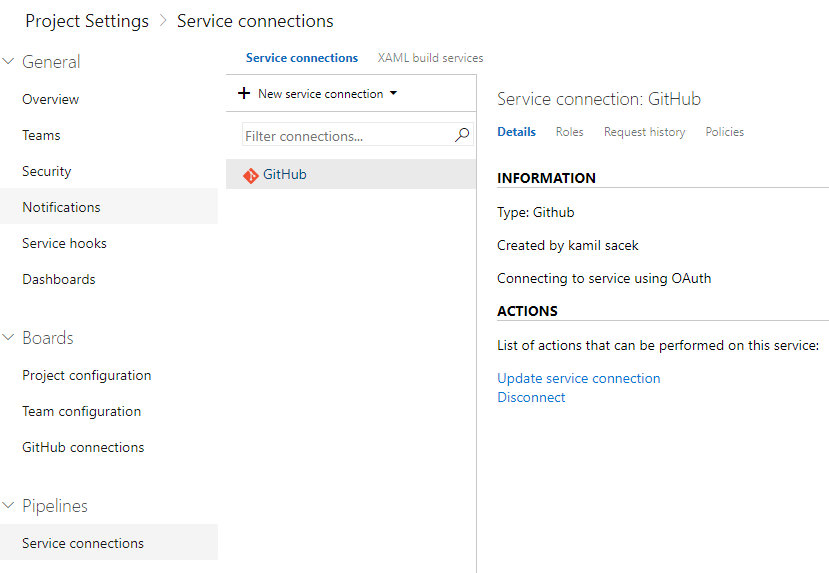 Project Settings > Service connections
General
Overview
Teams
Security
Notifications
Service hooks
Dashboards
Boards
Project configuration
Team configuration
GitHub connections
Pipelines
Service connections
Service connections XAML build services
+ New service connection
Filter connections...
GitHub
Service connection: GitHub
Details Roles Request history Policies
INFORMATION
Type: Github
Created by kamil sacek
Connecting to service using OAuth
ACTIONS
List of actions that can be performed on this service:
Update service connection
Disconnect